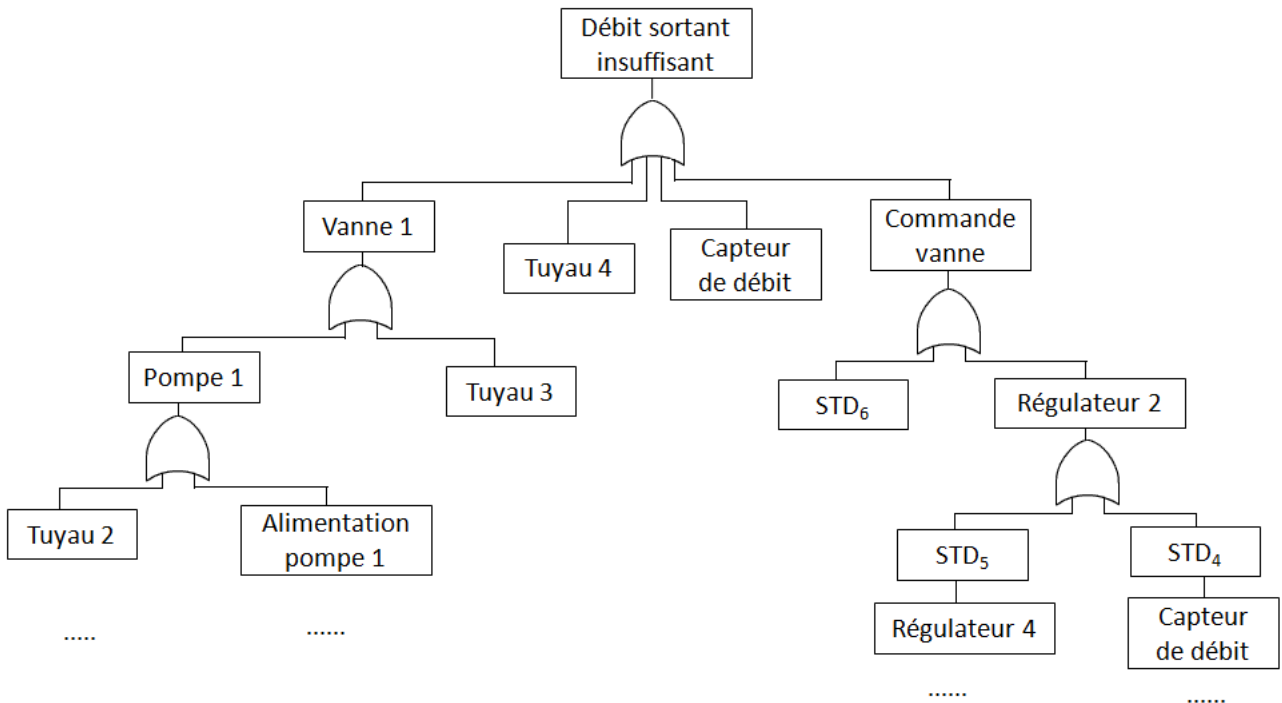 Débit sortant
insuffisant
Vanne 1
Tuyau 4
Capteur
de débit
Commande
vanne
Pompe 1
Tuyau 3
STD₆
Régulateur 2
Tuyau 2
Alimentation
pompe 1
STD₅
STD₄
Régulateur 4
Capteur
de débit
.....
......
......
......